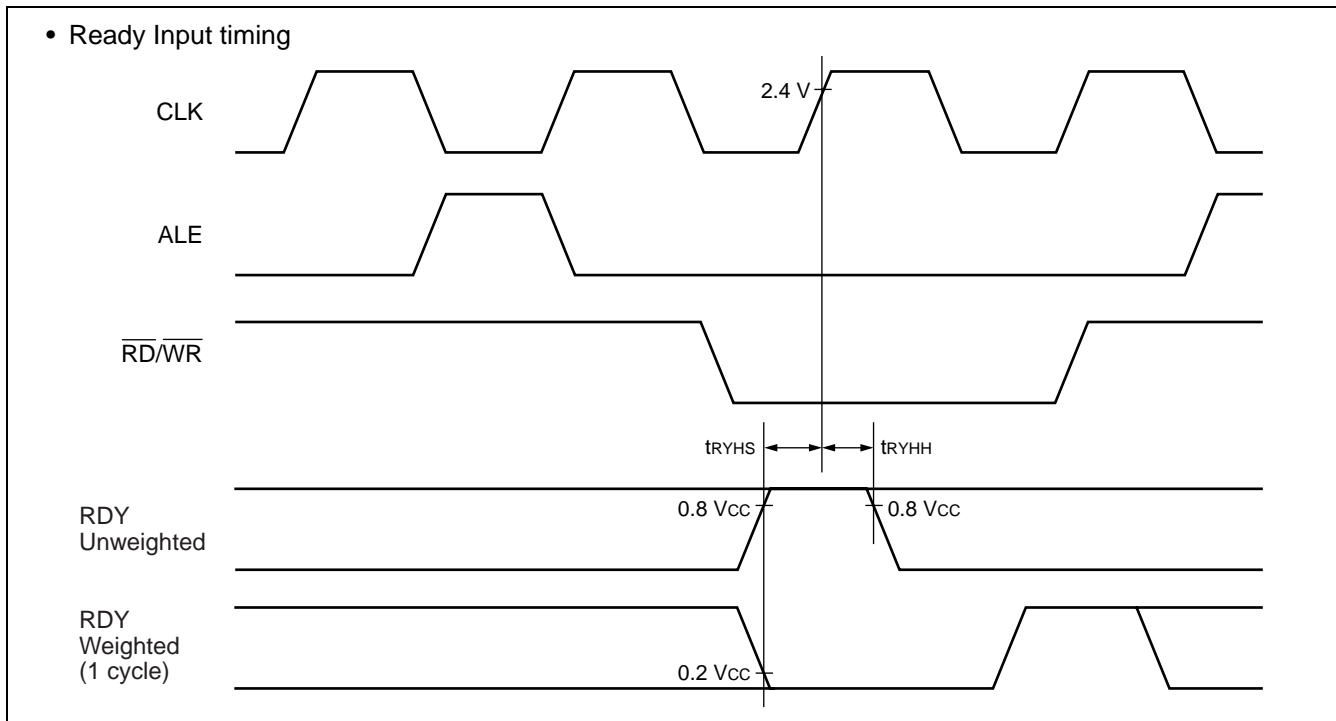 • Ready Input timing
CLK
2.4 V
ALE
RD/WR
tRYHS
tRYHH
RDY
Unweighted
0.8 VCC
0.8 VCC
RDY
Weighted
(1 cycle)
0.2 VCC